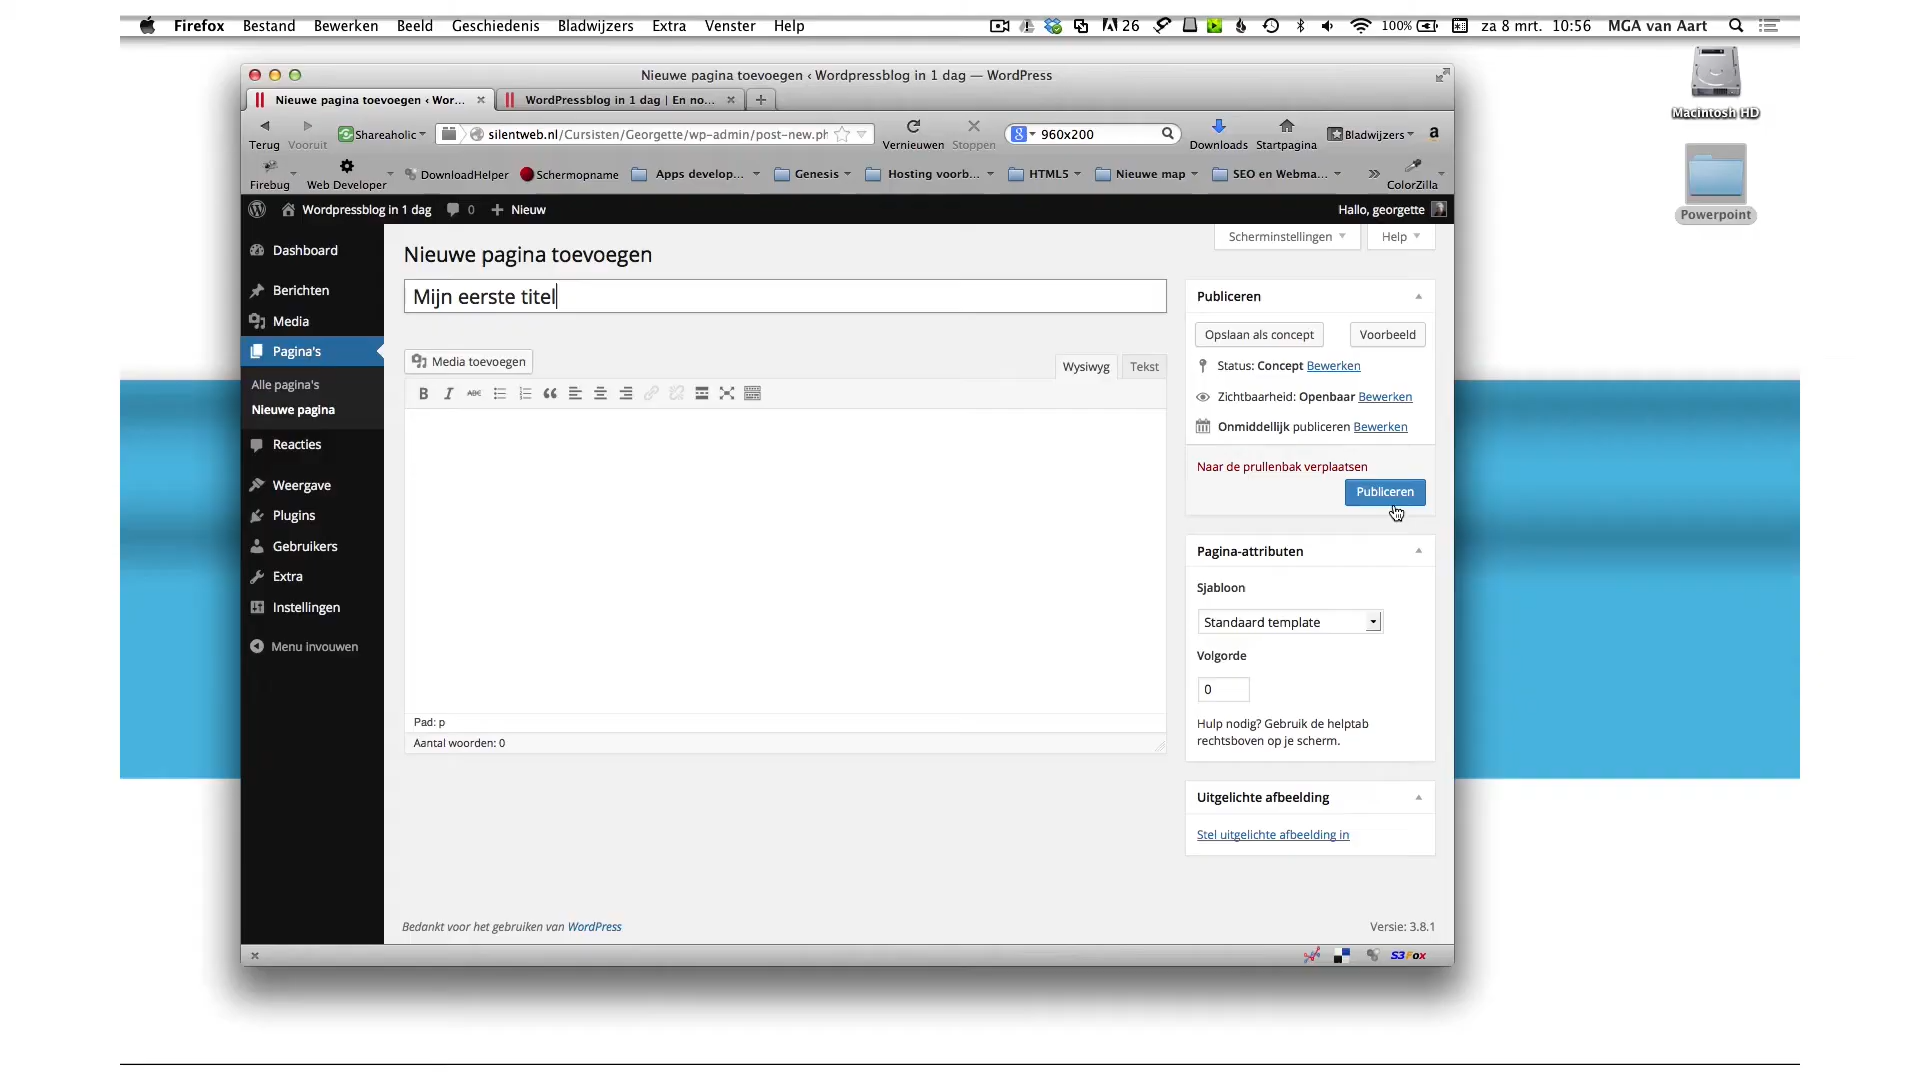 Firefox Bestand Bewerken Beeld Geschiedenis Bladwijzers Extra Venster Help 26 100% za 8 mrt. 10:56 MGA van Aart
Macintosh HD
Powerpoint
Nieuwe pagina toevoegen ‹ Wordpressblog in 1 dag — WordPress
Nieuwe pagina toevoegen ‹ Wor... WordPressblog in 1 dag | En no...
Terug Vooruit Shareaholic silentweb.nl/Cursisten/Georgette/wp-admin/post-new.ph Vernieuwen Stoppen 960x200 Downloads Startpagina Bladwijzers
Firebug Web Developer DownloadHelper Schermopname Apps develop... Genesis Hosting voorb... HTML5 Nieuwe map SEO en Webma... ColorZilla
Wordpressblog in 1 dag 0 Nieuw Hallo, georgette
Dashboard
Berichten
Media
Pagina's
Alle pagina's
Nieuwe pagina
Reacties
Weergave
Plugins
Gebruikers
Extra
Instellingen
Menu invouwen
Scherminstellingen Help
Nieuwe pagina toevoegen
Mijn eerste titel
Media toevoegen
Wysiwyg Tekst
B I ABC
Pad: p
Aantal woorden: 0
Publiceren
Opslaan als concept Voorbeeld
Status: Concept Bewerken
Zichtbaarheid: Openbaar Bewerken
Onmiddellijk publiceren Bewerken
Naar de prullenbak verplaatsen
Publiceren
Pagina-attributen
Sjabloon
Standaard template
Volgorde
0
Hulp nodig? Gebruik de helptab
rechtsboven op je scherm.
Uitgelichte afbeelding
Stel uitgelichte afbeelding in
Bedankt voor het gebruiken van WordPress Versie: 3.8.1
S3Fox